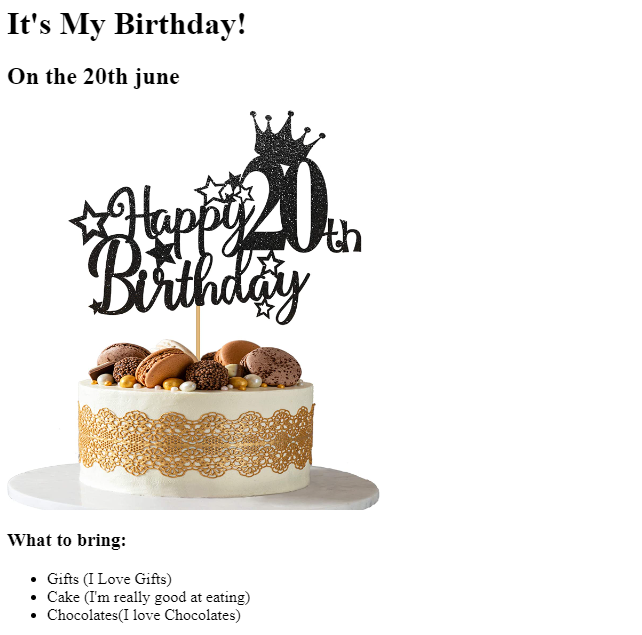 It's My Birthday!
On the 20th june
Happy 20th
Birthday
What to bring:
Gifts (I Love Gifts)
Cake (I'm really good at eating)
Chocolates(I love Chocolates)